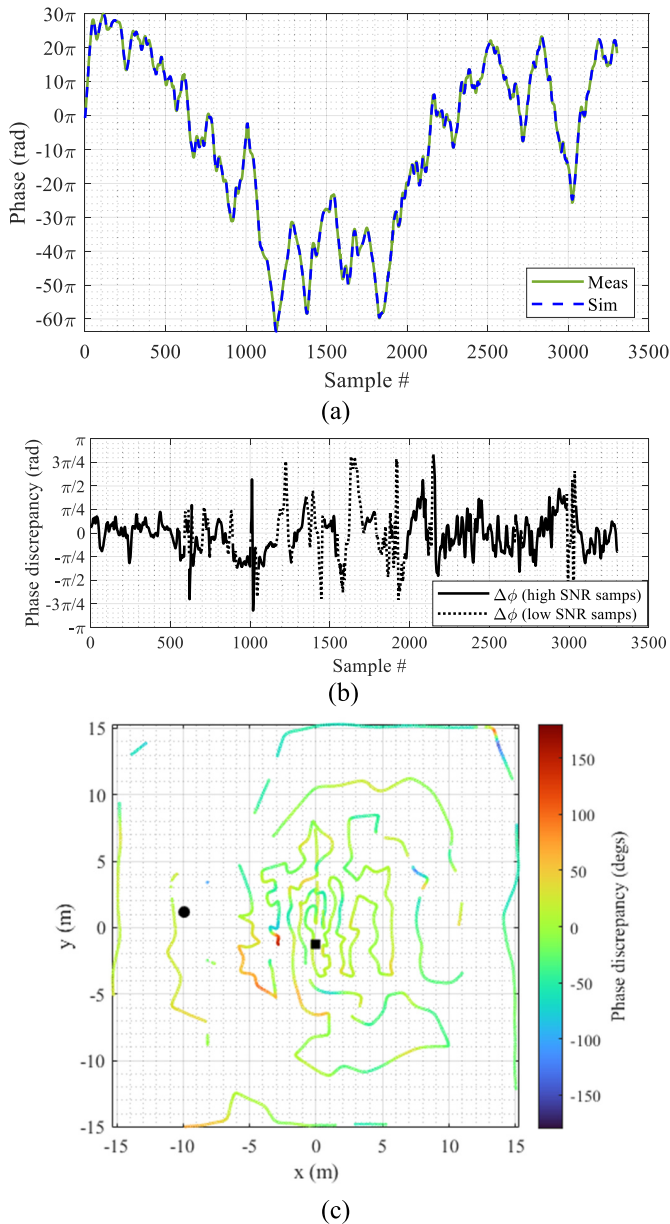 30π
20π
10π
0π
-10π
-20π
-30π
-40π
-50π
-60π
Phase (rad)
Meas
Sim
0 500 1000 1500 2000 2500 3000 3500
Sample #
(a)
π
3π/4
π/2
π/4
0
-π/4
-π/2
-3π/4
-π
Phase discrepancy (rad)
Δϕ (high SNR samps)
Δϕ (low SNR samps)
0 500 1000 1500 2000 2500 3000 3500
Sample #
(b)
15
10
5
0
-5
-10
-15
y (m)
-15 -10 -5 0 5 10 15
x (m)
150
100
50
0
-50
-100
-150
Phase discrepancy (degs)
(c)